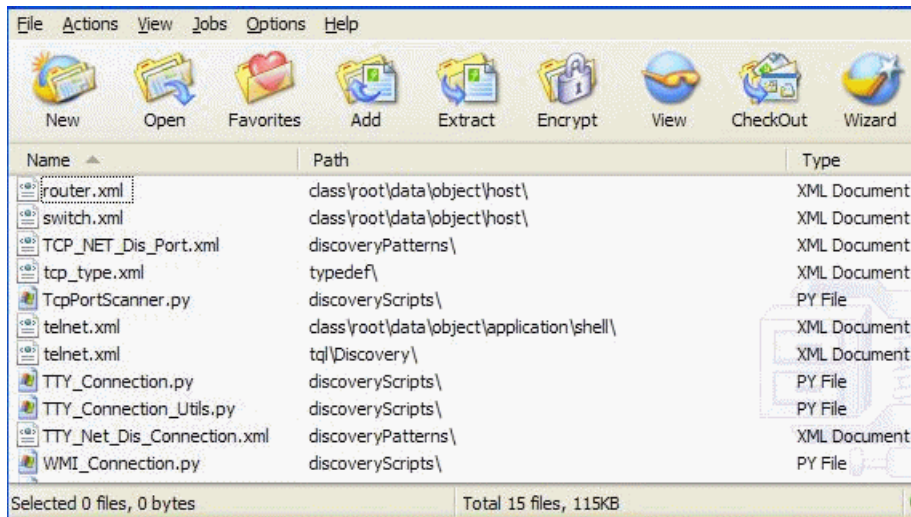 File Actions View Jobs Options Help
New Open Favorites Add Extract Encrypt View CheckOut Wizard
Name Path Type
router.xml class\root\data\object\host\ XML Document
switch.xml class\root\data\object\host\ XML Document
TCP_NET_Dis_Port.xml discoveryPatterns\ XML Document
tcp_type.xml typedef\ XML Document
TcpPortScanner.py discoveryScripts\ PY File
telnet.xml class\root\data\object\application\shell\ XML Document
telnet.xml tql\Discovery\ XML Document
TTY_Connection.py discoveryScripts\ PY File
TTY_Connection_Utils.py discoveryScripts\ PY File
TTY_Net_Dis_Connection.xml discoveryPatterns\ XML Document
WMI_Connection.py discoveryScripts\ PY File
Selected 0 files, 0 bytes Total 15 files, 115KB